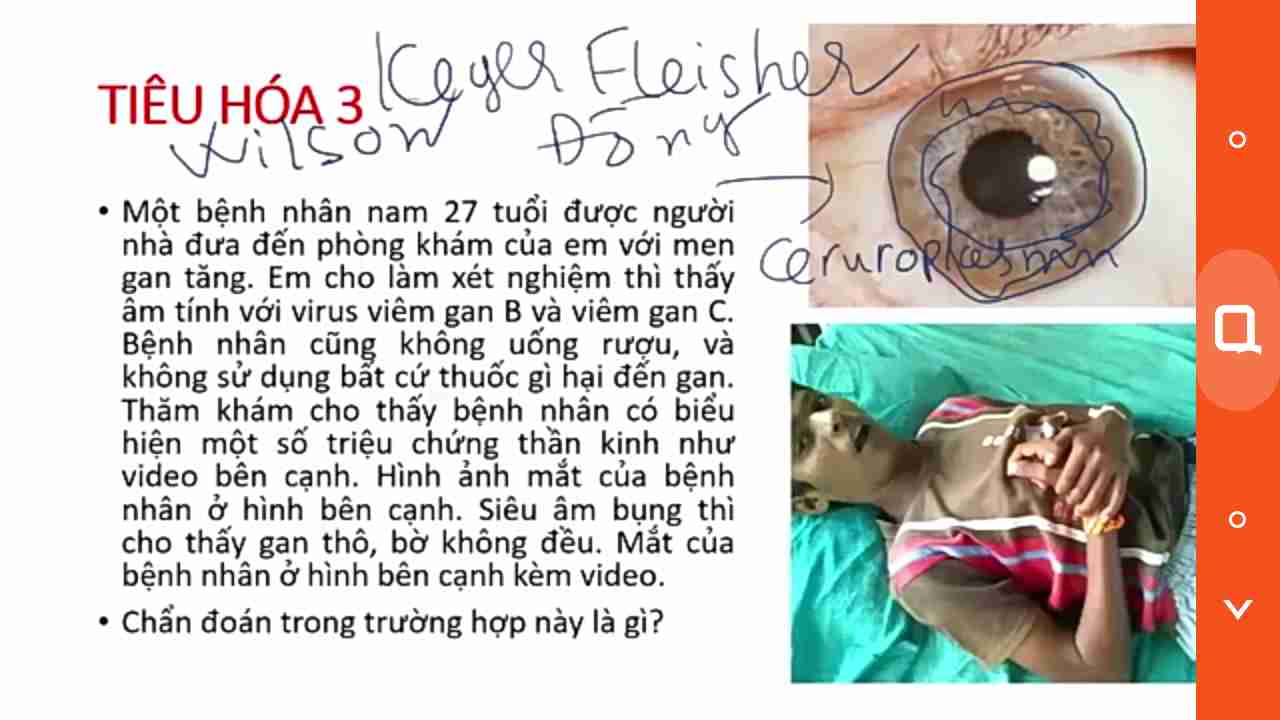 Keyer Fleisher
TIÊU HÓA 3
Wilson Đồng
Ceruroplasmin
• Một bệnh nhân nam 27 tuổi được người
nhà đưa đến phòng khám của em với men
gan tăng. Em cho làm xét nghiệm thì thấy
âm tính với virus viêm gan B và viêm gan C.
Bệnh nhân cũng không uống rượu, và
không sử dụng bất cứ thuốc gì hại đến gan.
Thăm khám cho thấy bệnh nhân có biểu
hiện một số triệu chứng thần kinh như
video bên cạnh. Hình ảnh mắt của bệnh
nhân ở hình bên cạnh. Siêu âm bụng thì
cho thấy gan thô, bờ không đều. Mắt của
bệnh nhân ở hình bên cạnh kèm video.
• Chẩn đoán trong trường hợp này là gì?